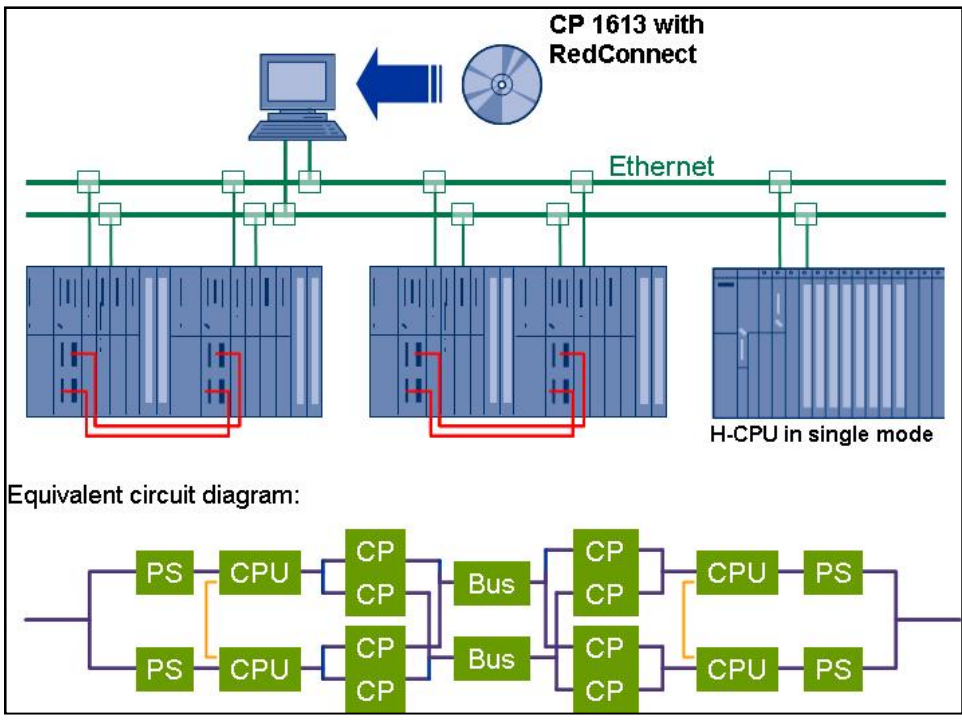 CP 1613 with
RedConnect
Ethernet
H-CPU in single mode
Equivalent circuit diagram:
PS
CPU
CP
CP
Bus
CP
CP
CPU
PS
PS
CPU
CP
CP
Bus
CP
CP
CPU
PS